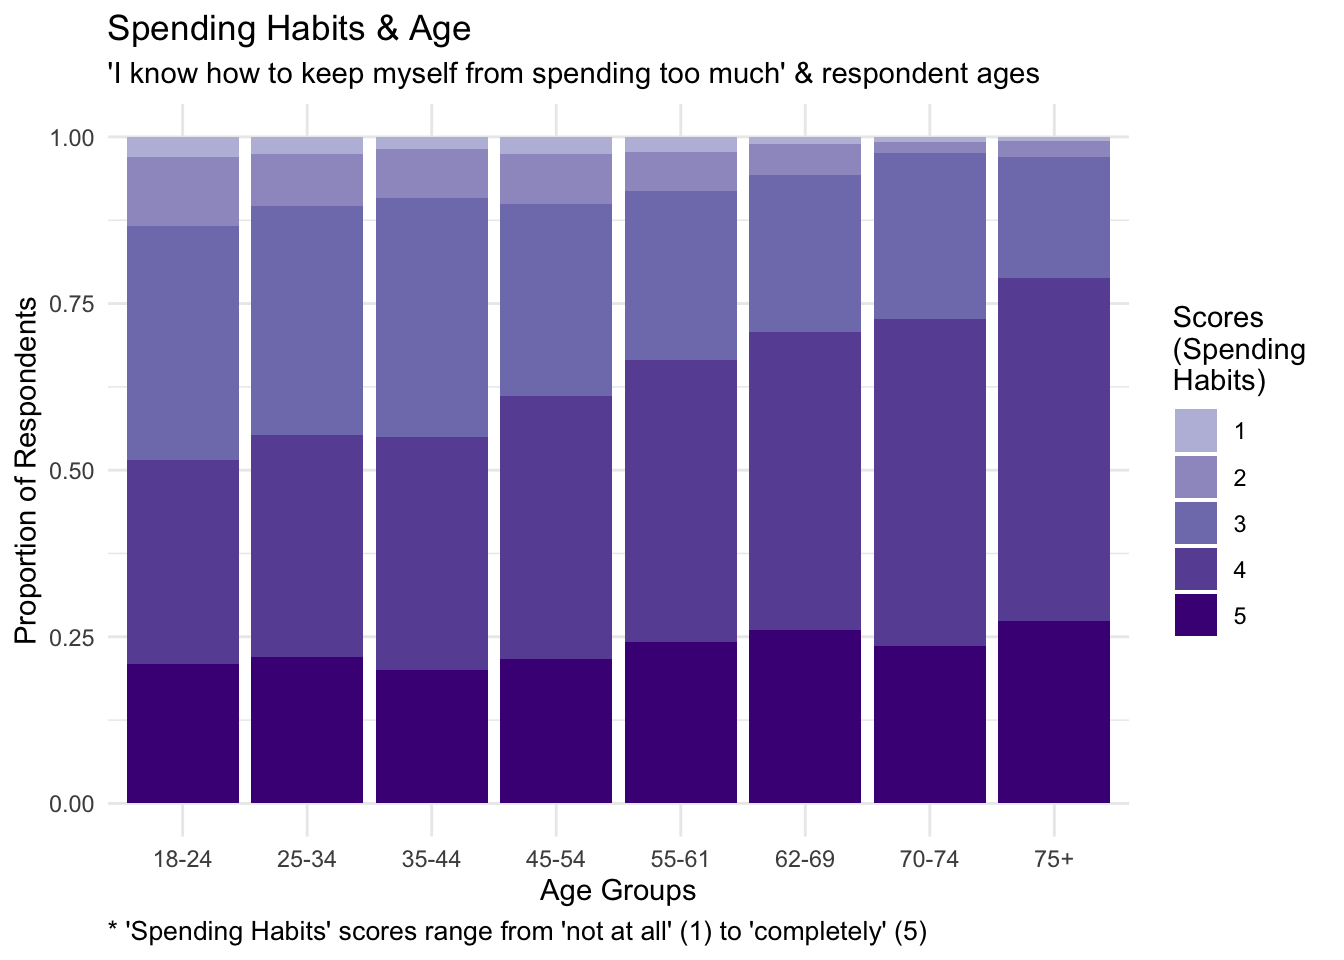 Spending Habits & Age
'I know how to keep myself from spending too much' & respondent ages
1.00
0.75
0.50
0.25
0.00
Proportion of Respondents
18-24 25-34 35-44 45-54 55-61 62-69 70-74 75+
Age Groups
Scores
(Spending
Habits)
1
2
3
4
5
* 'Spending Habits' scores range from 'not at all' (1) to 'completely' (5)